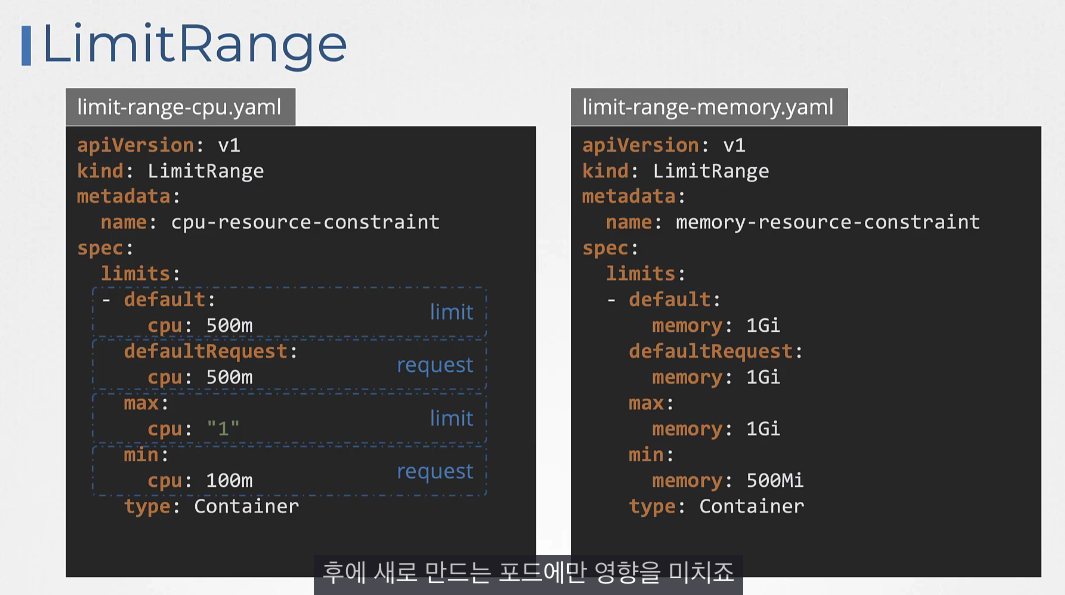 LimitRange
limit-range-cpu.yaml
apiVersion: v1
kind: LimitRange
metadata:
  name: cpu-resource-constraint
spec:
  limits:
  - default:
      cpu: 500m
limit
    defaultRequest:
      cpu: 500m
request
    max:
      cpu: "1"
limit
    min:
      cpu: 100m
request
    type: Container
limit-range-memory.yaml
apiVersion: v1
kind: LimitRange
metadata:
  name: memory-resource-constraint
spec:
  limits:
  - default:
      memory: 1Gi
    defaultRequest:
      memory: 1Gi
    max:
      memory: 1Gi
    min:
      memory: 500Mi
    type: Container
후에 새로 만드는 포드에만 영향을 미치죠